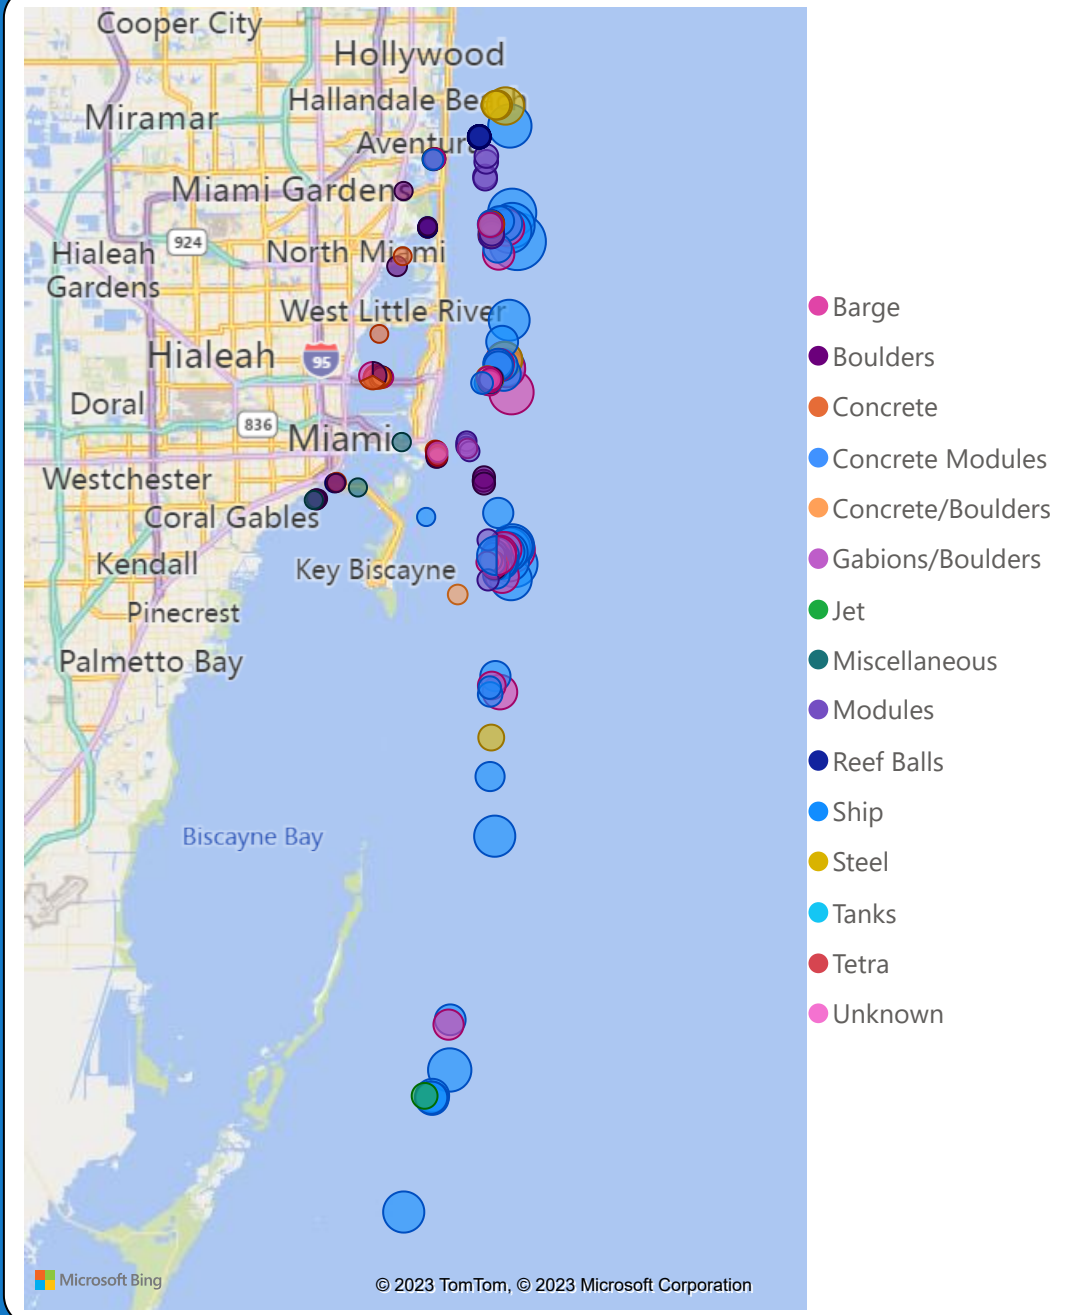 Cooper City
Hollywood
Hallandale Be
Miramar
Aventura
Miami Gardens
924
Hialeah
Gardens
North Miami
West Little River
Hialeah
95
Doral
836
Miami
Westchester
Coral Gables
Kendall
Key Biscayne
Pinecrest
Palmetto Bay
Biscayne Bay
Microsoft Bing
© 2023 TomTom, © 2023 Microsoft Corporation
Barge
Boulders
Concrete
Concrete Modules
Concrete/Boulders
Gabions/Boulders
Jet
Miscellaneous
Modules
Reef Balls
Ship
Steel
Tanks
Tetra
Unknown